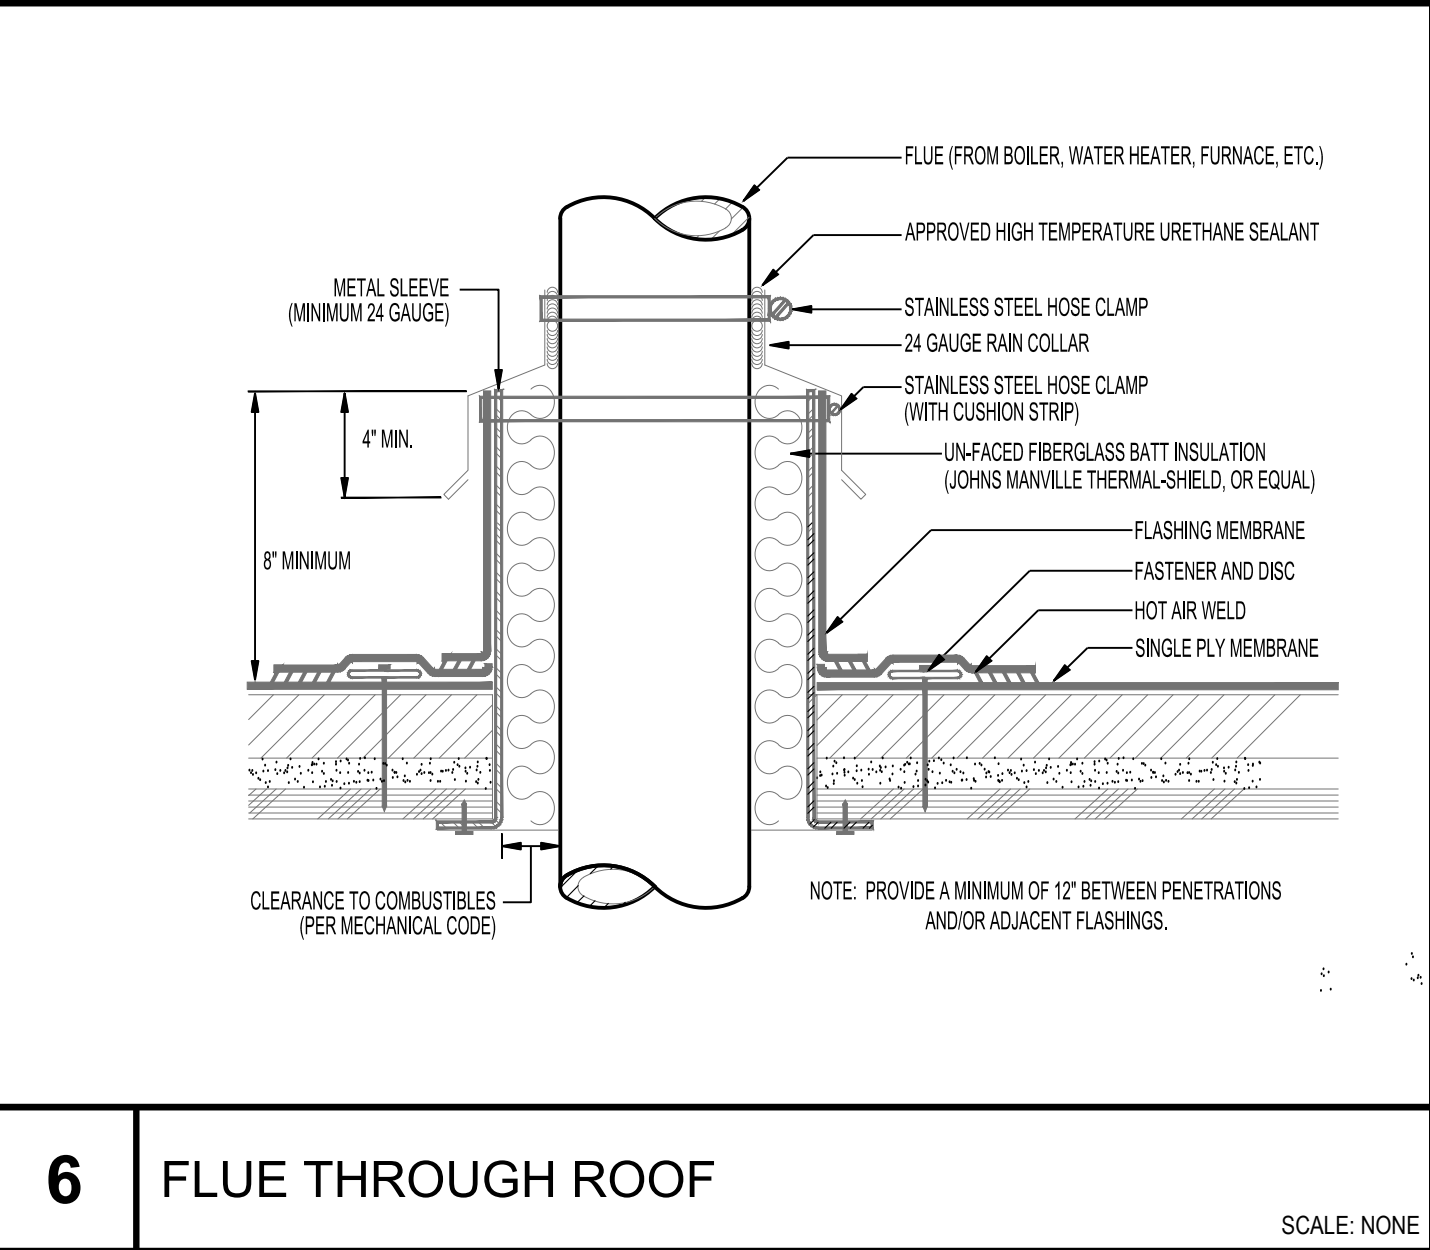 FLUE (FROM BOILER, WATER HEATER, FURNACE, ETC.)
APPROVED HIGH TEMPERATURE URETHANE SEALANT
METAL SLEEVE
(MINIMUM 24 GAUGE)
STAINLESS STEEL HOSE CLAMP
24 GAUGE RAIN COLLAR
STAINLESS STEEL HOSE CLAMP
(WITH CUSHION STRIP)
4" MIN.
UN-FACED FIBERGLASS BATT INSULATION
(JOHNS MANVILLE THERMAL-SHIELD, OR EQUAL)
FLASHING MEMBRANE
8" MINIMUM
FASTENER AND DISC
HOT AIR WELD
SINGLE PLY MEMBRANE
CLEARANCE TO COMBUSTIBLES
(PER MECHANICAL CODE)
NOTE: PROVIDE A MINIMUM OF 12" BETWEEN PENETRATIONS
AND/OR ADJACENT FLASHINGS.
6
FLUE THROUGH ROOF
SCALE: NONE